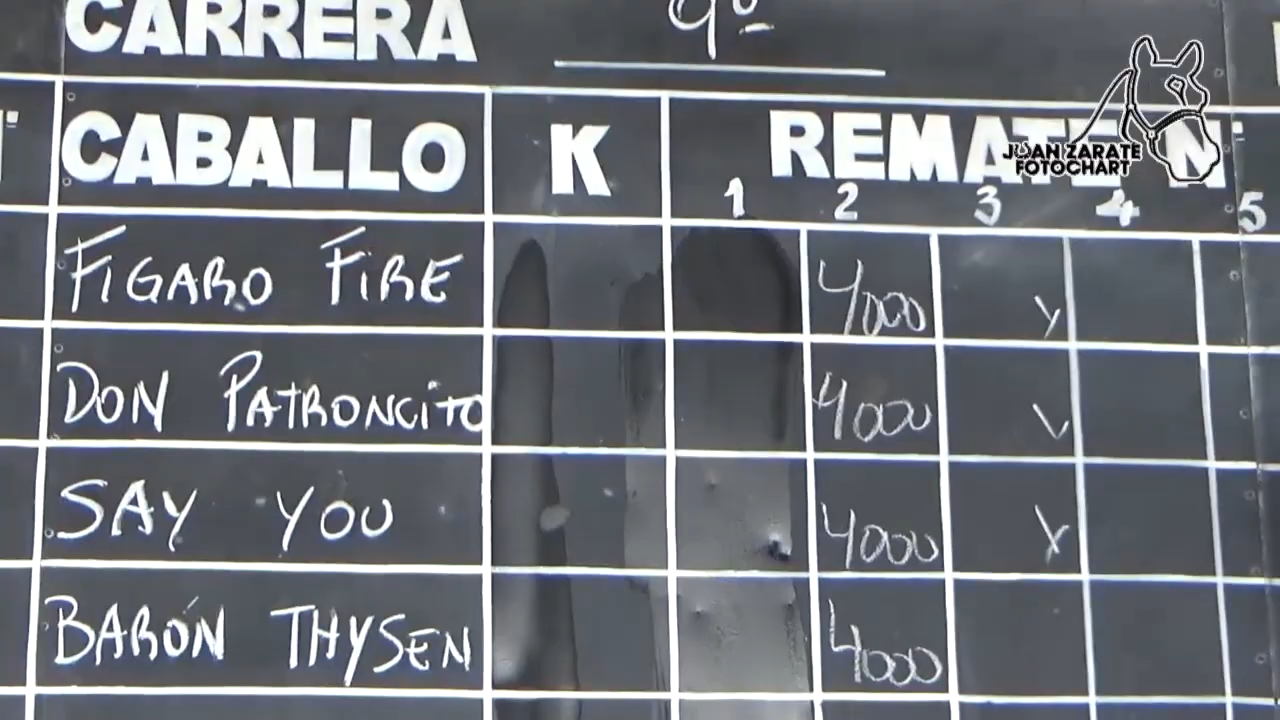 CARRERA 9º
CABALLO K REMATE N
1 2 3 4 5
FIGARO FIRE 4000
DON PATRONCITO 4000
SAY YOU 4000
BARÓN THYSEN 4000
JUAN ZARATE
FOTOCHART